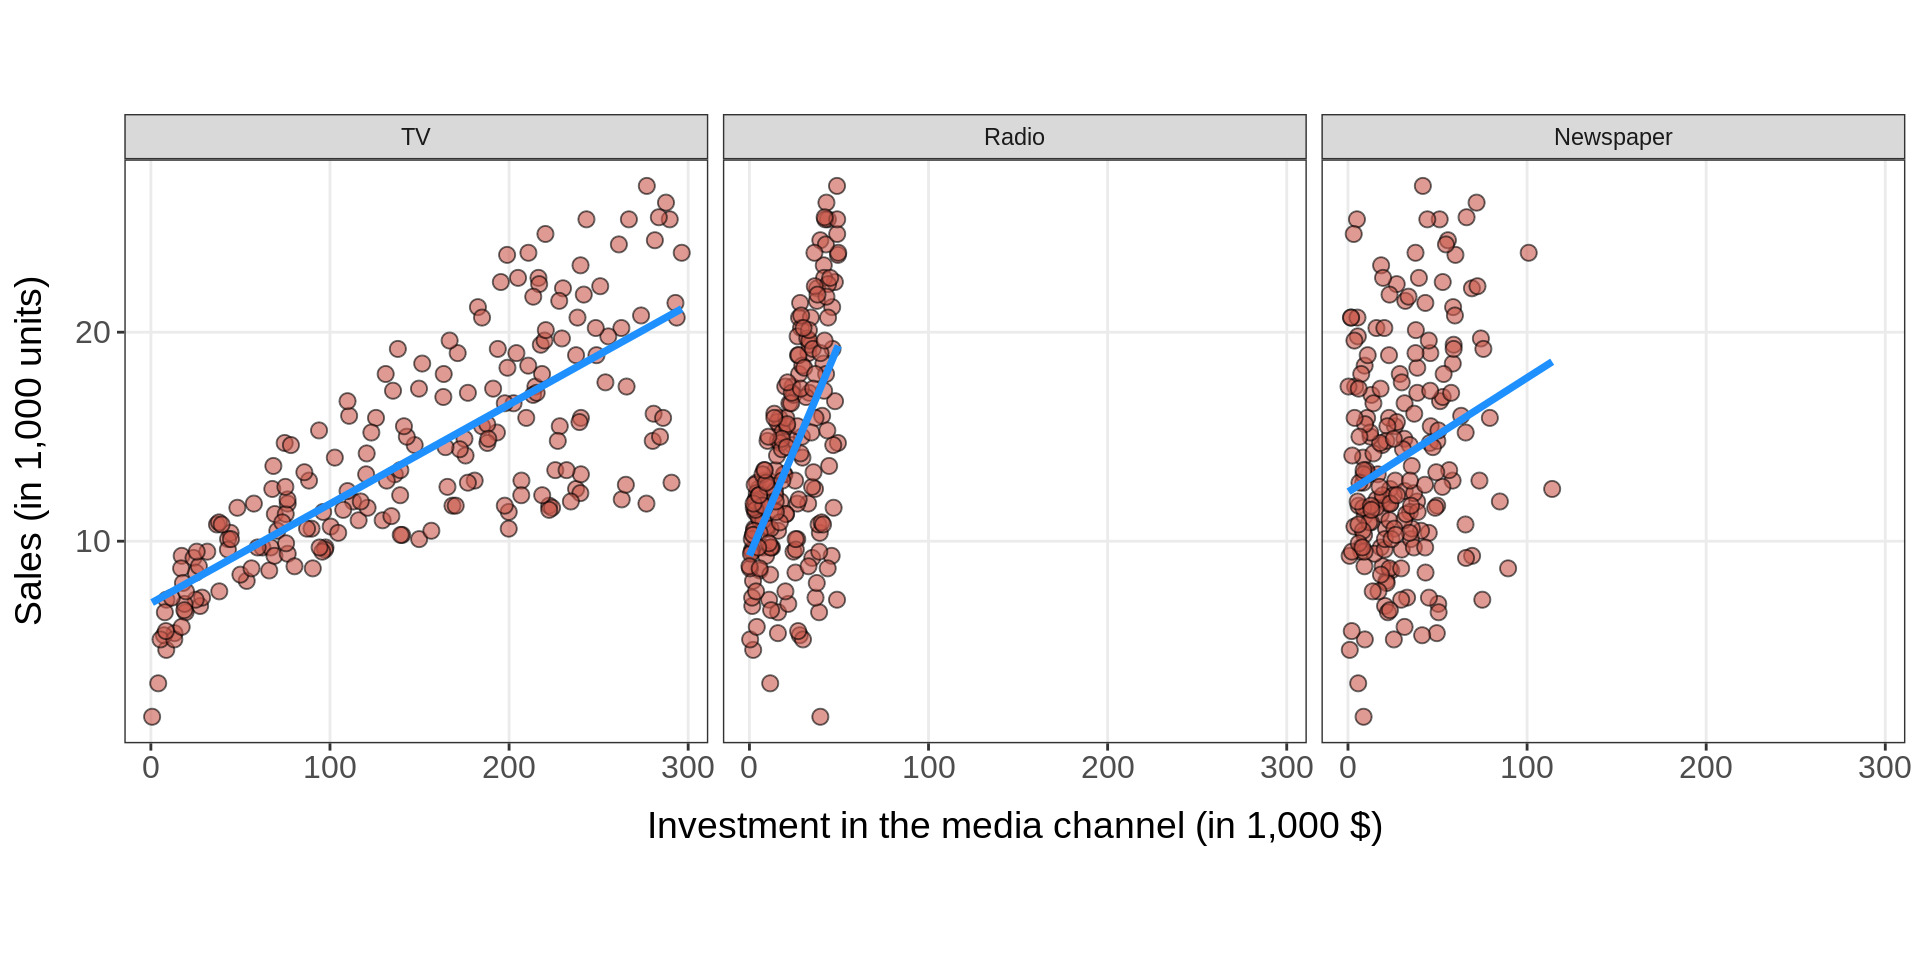 TV Radio Newspaper
Sales (in 1,000 units)
20
10
0 100 200 300 0 100 200 300 0 100 200 300
Investment in the media channel (in 1,000 $)